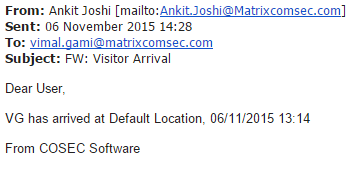 From: Ankit Joshi [mailto:Ankit.Joshi@Matrixcomsec.com]
Sent: 06 November 2015 14:28
To: vimal.gami@matrixcomsec.com
Subject: FW: Visitor Arrival
Dear User,
VG has arrived at Default Location, 06/11/2015 13:14
From COSEC Software